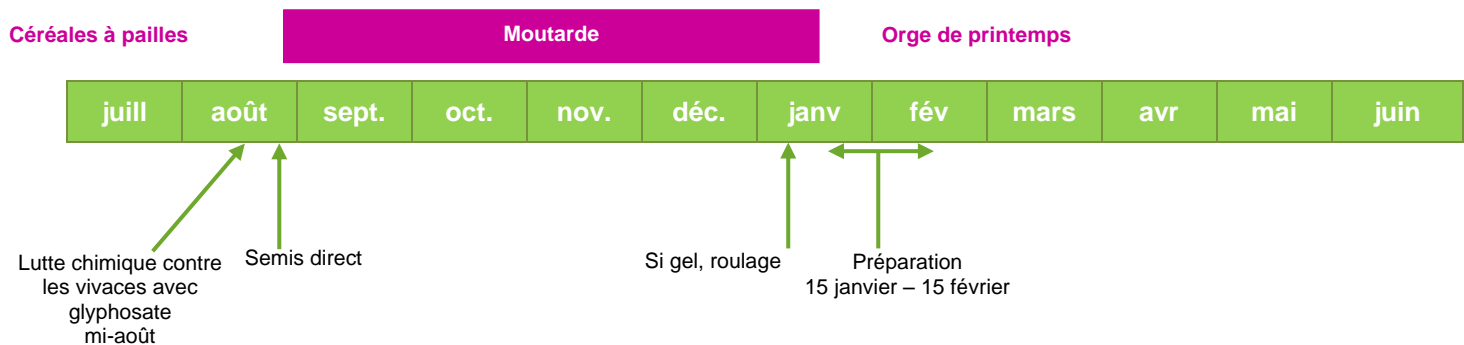 Céréales à pailles
Moutarde
Orge de printemps
juill août sept. oct. nov. déc. janv fév mars avr mai juin
Lutte chimique contre
les vivaces avec
glyphosate
mi-août
Semis direct
Si gel, roulage
Préparation
15 janvier – 15 février